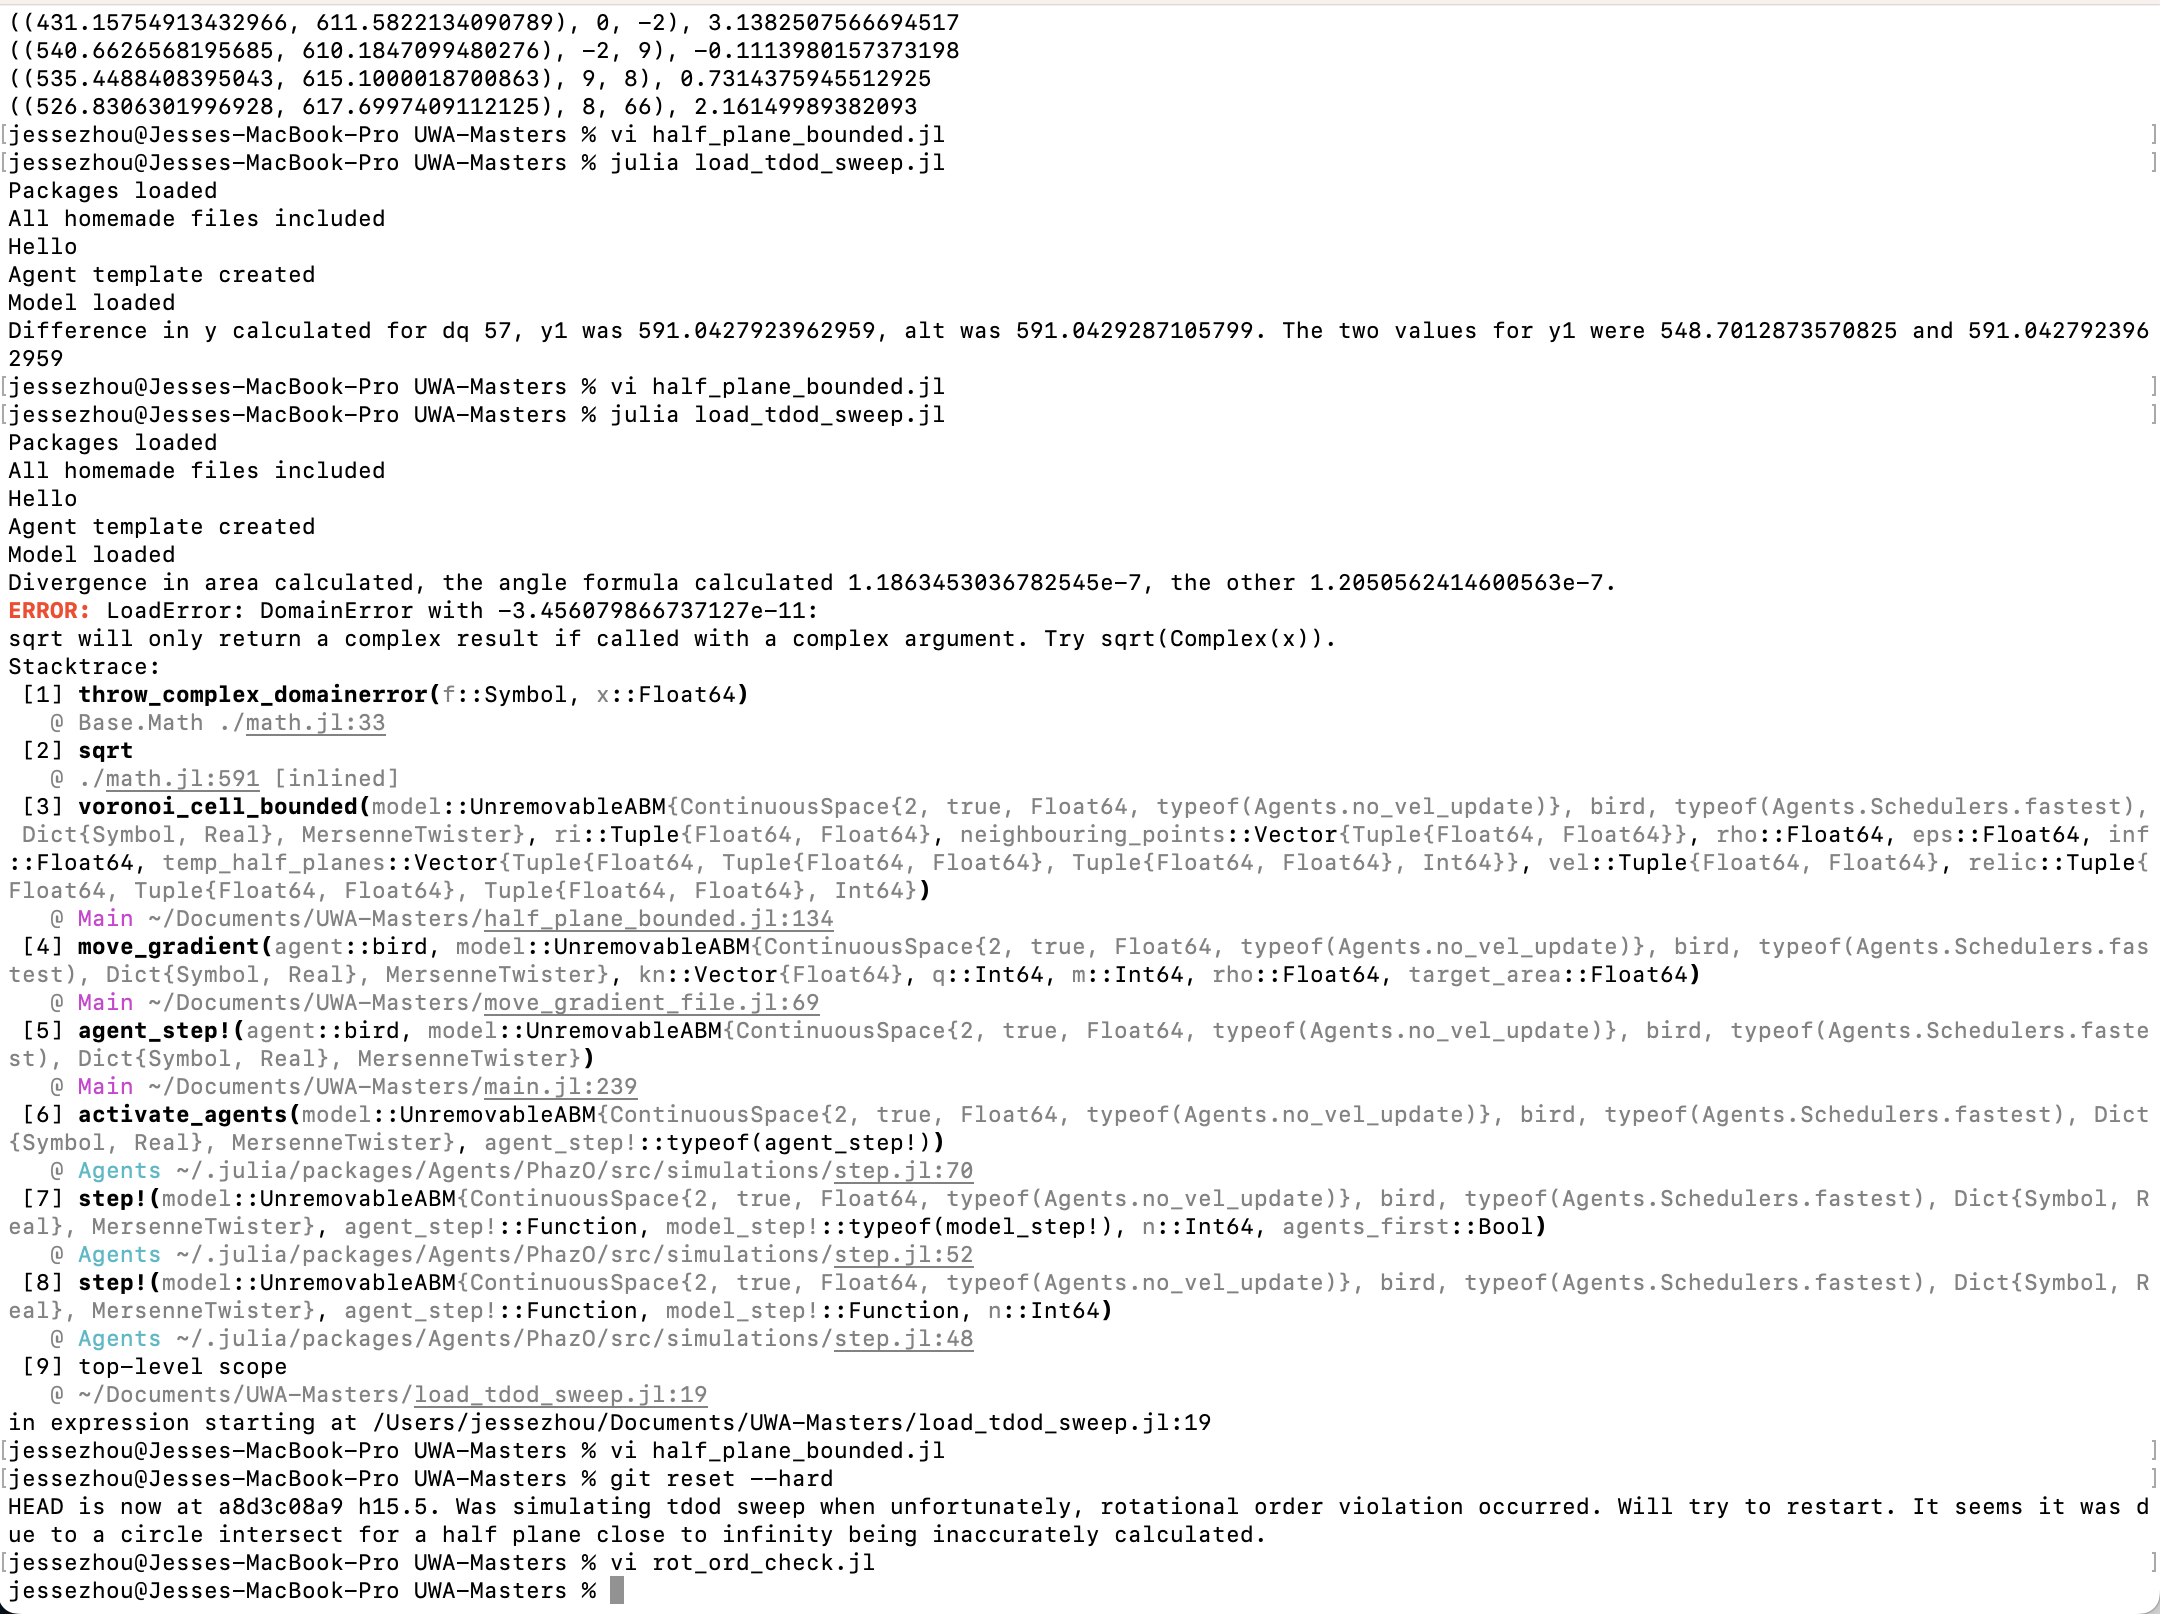 ((431.15754913432966, 611.5822134090789), 0, -2), 3.1382507566694517
((540.6626568195685, 610.1847099480276), -2, 9), -0.1113980157373198
((535.4488408395043, 615.1000018700863), 9, 8), 0.7314375945512925
((526.8306301996928, 617.6997409112125), 8, 66), 2.16149989382093
[jessezhou@Jesses-MacBook-Pro UWA-Masters % vi half_plane_bounded.jl ]
[jessezhou@Jesses-MacBook-Pro UWA-Masters % julia load_tdod_sweep.jl ]
Packages loaded
All homemade files included
Hello
Agent template created
Model loaded
Difference in y calculated for dq 57, y1 was 591.0427923962959, alt was 591.0429287105799. The two values for y1 were 548.7012873570825 and 591.042792396
2959
[jessezhou@Jesses-MacBook-Pro UWA-Masters % vi half_plane_bounded.jl ]
[jessezhou@Jesses-MacBook-Pro UWA-Masters % julia load_tdod_sweep.jl ]
Packages loaded
All homemade files included
Hello
Agent template created
Model loaded
Divergence in area calculated, the angle formula calculated 1.1863453036782545e-7, the other 1.2050562414600563e-7.
ERROR: LoadError: DomainError with -3.456079866737127e-11:
sqrt will only return a complex result if called with a complex argument. Try sqrt(Complex(x)).
Stacktrace:
[1] throw_complex_domainerror(f::Symbol, x::Float64)
@ Base.Math ./math.jl:33
[2] sqrt
@ ./math.jl:591 [inlined]
[3] voronoi_cell_bounded(model::UnremovableABM{ContinuousSpace{2, true, Float64, typeof(Agents.no_vel_update)}, bird, typeof(Agents.Schedulers.fastest),
Dict{Symbol, Real}, MersenneTwister}, ri::Tuple{Float64, Float64}, neighbouring_points::Vector{Tuple{Float64, Float64}}, rho::Float64, eps::Float64, inf
::Float64, temp_half_planes::Vector{Tuple{Float64, Tuple{Float64, Float64}, Tuple{Float64, Float64}, Int64}}, vel::Tuple{Float64, Float64}, relic::Tuple{
Float64, Tuple{Float64, Float64}, Tuple{Float64, Float64}, Int64})
@ Main ~/Documents/UWA-Masters/half_plane_bounded.jl:134
[4] move_gradient(agent::bird, model::UnremovableABM{ContinuousSpace{2, true, Float64, typeof(Agents.no_vel_update)}, bird, typeof(Agents.Schedulers.fas
test), Dict{Symbol, Real}, MersenneTwister}, kn::Vector{Float64}, q::Int64, m::Int64, rho::Float64, target_area::Float64)
@ Main ~/Documents/UWA-Masters/move_gradient_file.jl:69
[5] agent_step!(agent::bird, model::UnremovableABM{ContinuousSpace{2, true, Float64, typeof(Agents.no_vel_update)}, bird, typeof(Agents.Schedulers.faste
st), Dict{Symbol, Real}, MersenneTwister})
@ Main ~/Documents/UWA-Masters/main.jl:239
[6] activate_agents(model::UnremovableABM{ContinuousSpace{2, true, Float64, typeof(Agents.no_vel_update)}, bird, typeof(Agents.Schedulers.fastest), Dict
{Symbol, Real}, MersenneTwister}, agent_step!::typeof(agent_step!))
@ Agents ~/.julia/packages/Agents/PhazO/src/simulations/step.jl:70
[7] step!(model::UnremovableABM{ContinuousSpace{2, true, Float64, typeof(Agents.no_vel_update)}, bird, typeof(Agents.Schedulers.fastest), Dict{Symbol, R
eal}, MersenneTwister}, agent_step!::Function, model_step!::typeof(model_step!), n::Int64, agents_first::Bool)
@ Agents ~/.julia/packages/Agents/PhazO/src/simulations/step.jl:52
[8] step!(model::UnremovableABM{ContinuousSpace{2, true, Float64, typeof(Agents.no_vel_update)}, bird, typeof(Agents.Schedulers.fastest), Dict{Symbol, R
eal}, MersenneTwister}, agent_step!::Function, model_step!::Function, n::Int64)
@ Agents ~/.julia/packages/Agents/PhazO/src/simulations/step.jl:48
[9] top-level scope
@ ~/Documents/UWA-Masters/load_tdod_sweep.jl:19
in expression starting at /Users/jessezhou/Documents/UWA-Masters/load_tdod_sweep.jl:19
[jessezhou@Jesses-MacBook-Pro UWA-Masters % vi half_plane_bounded.jl ]
[jessezhou@Jesses-MacBook-Pro UWA-Masters % git reset --hard ]
HEAD is now at a8d3c08a9 h15.5. Was simulating tdod sweep when unfortunately, rotational order violation occurred. Will try to restart. It seems it was d
ue to a circle intersect for a half plane close to infinity being inaccurately calculated.
[jessezhou@Jesses-MacBook-Pro UWA-Masters % vi rot_ord_check.jl ]
jessezhou@Jesses-MacBook-Pro UWA-Masters %